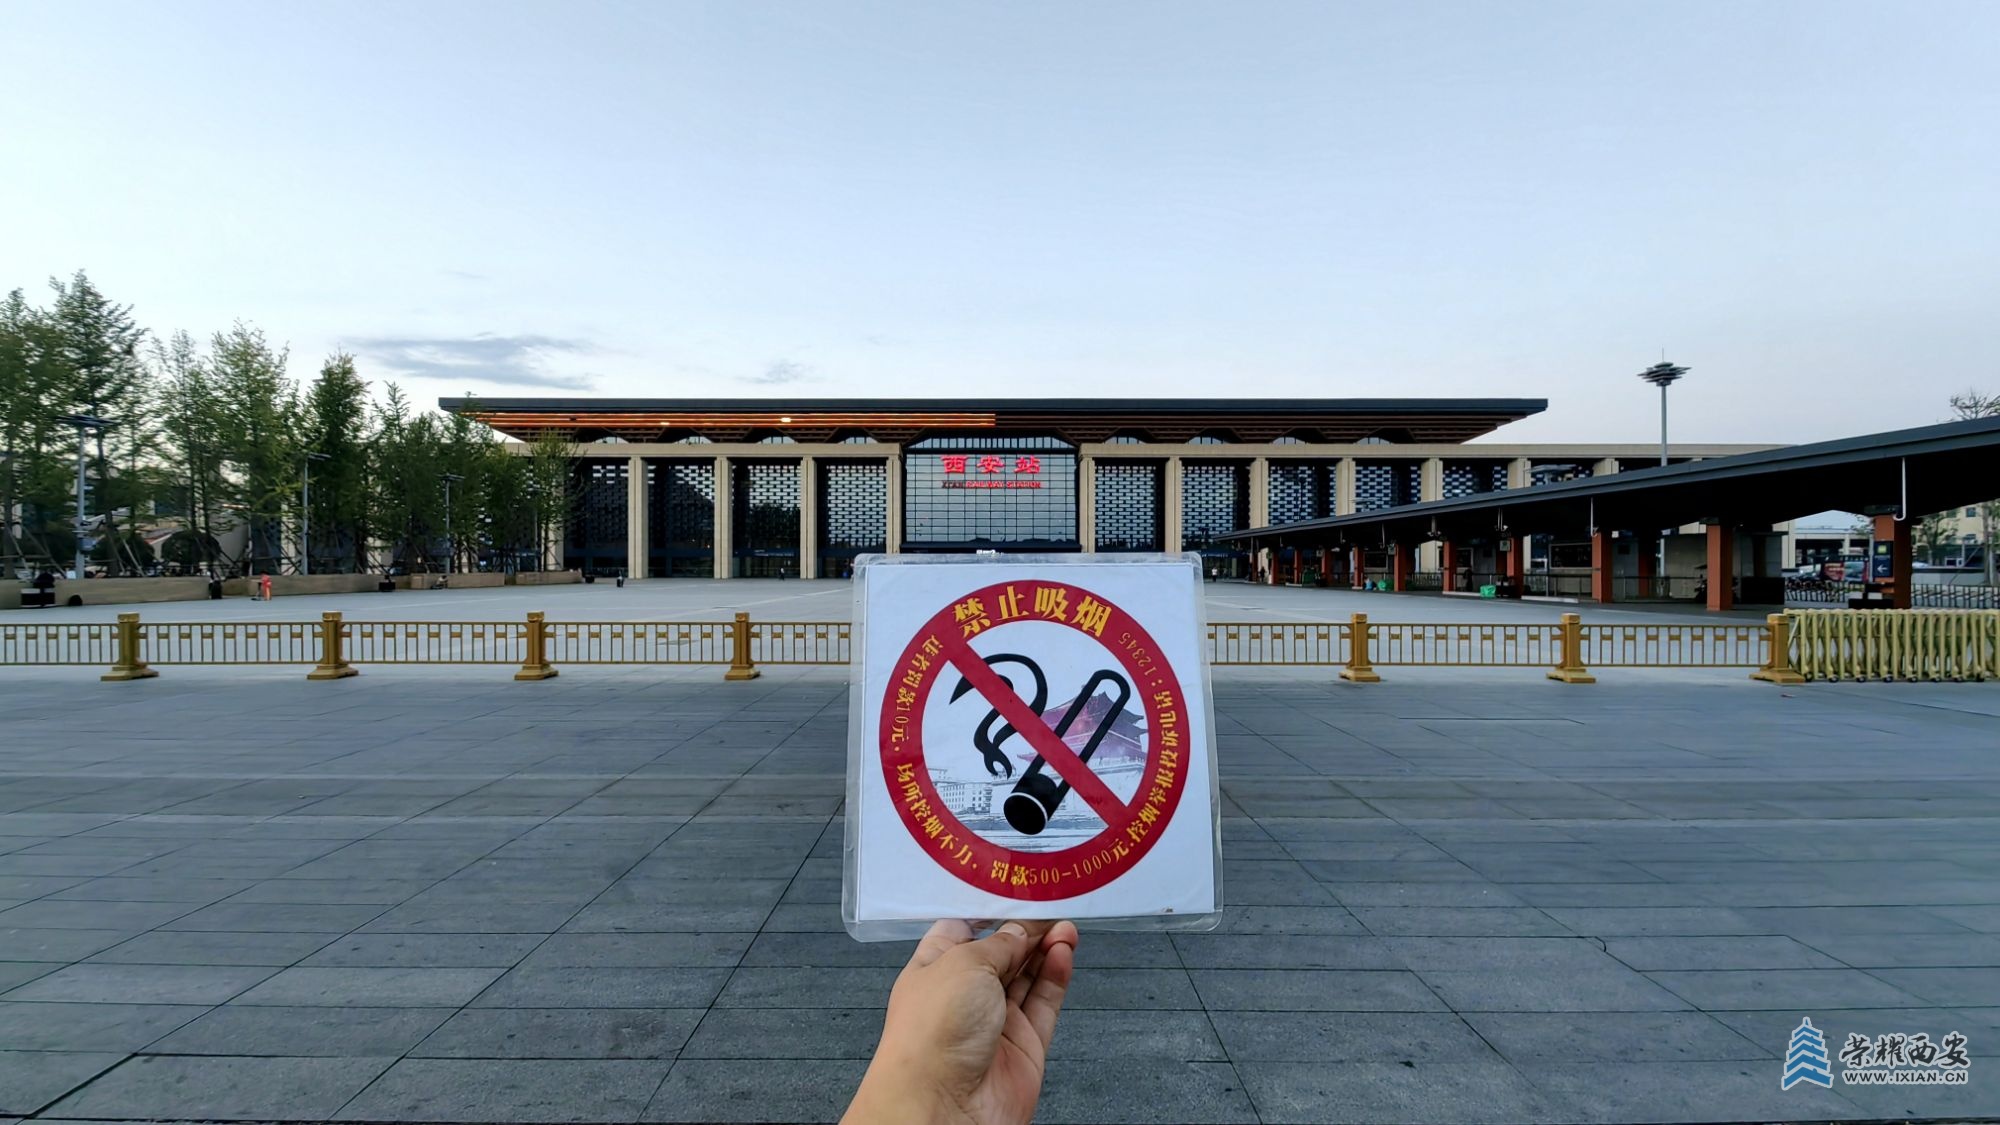 西安站
XI'AN RAILWAY STATION
禁止吸烟
违者罚款10元，场所控烟不力，罚款500-1000元.控烟举报投诉电话：12345
荣耀西安
WWW.IXIAN.CN